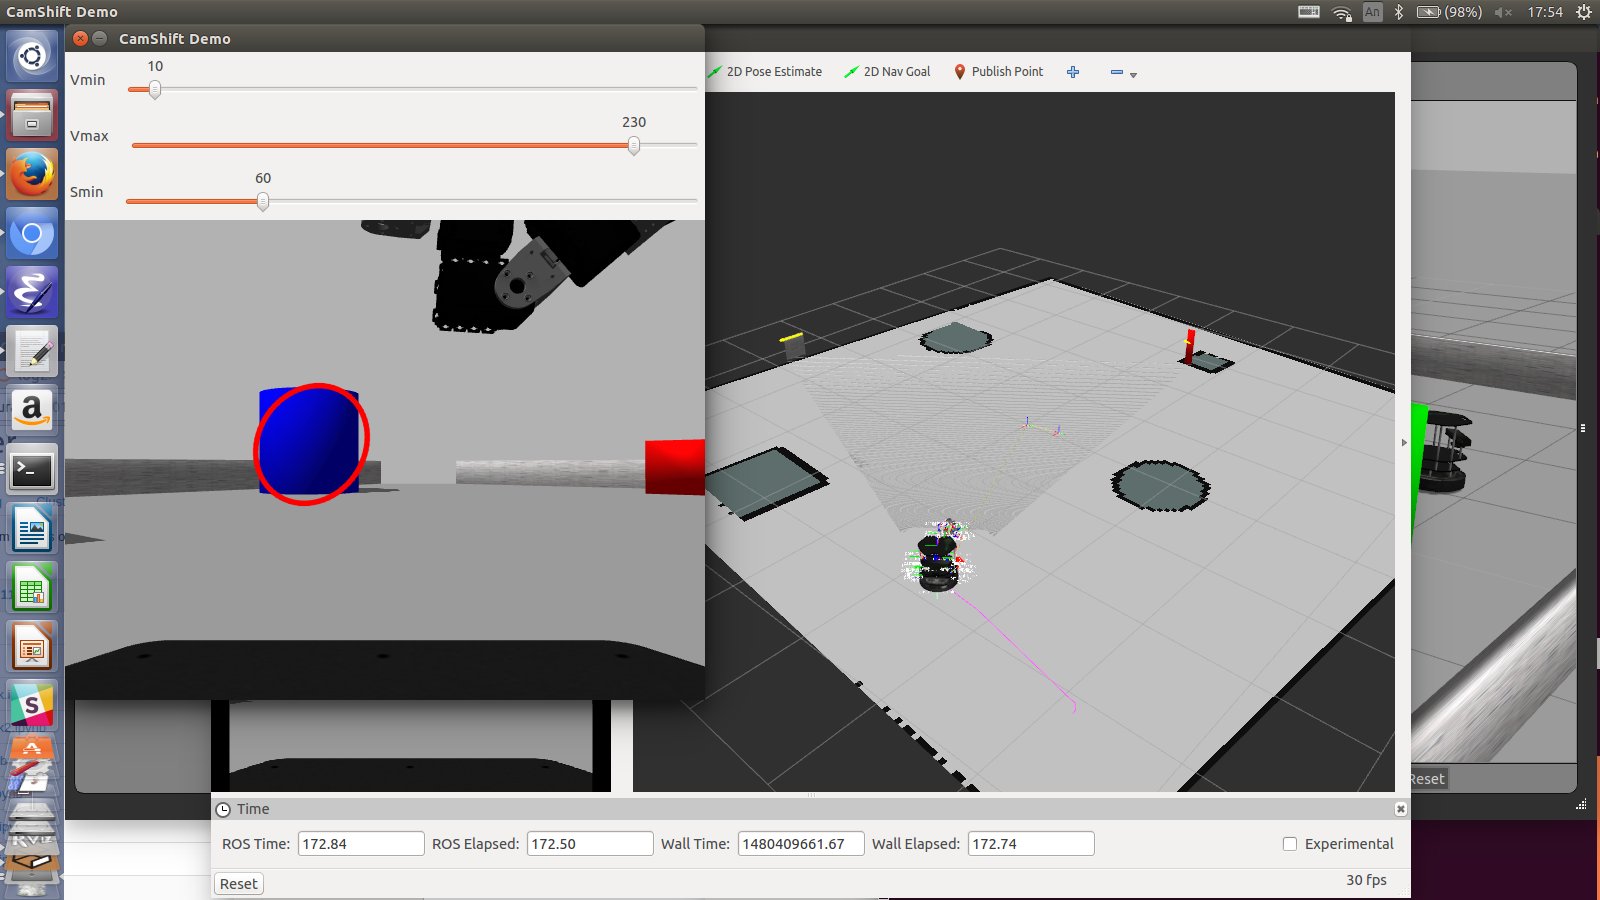 CamShift Demo
An
(98%)
17:54
CamShift Demo
Vmin
10
Vmax
230
Smin
60
2D Pose Estimate
2D Nav Goal
Publish Point
Reset
Time
ROS Time: 172.84 ROS Elapsed: 172.50 Wall Time: 1480409661.67 Wall Elapsed: 172.74 Experimental
Reset
30 fps